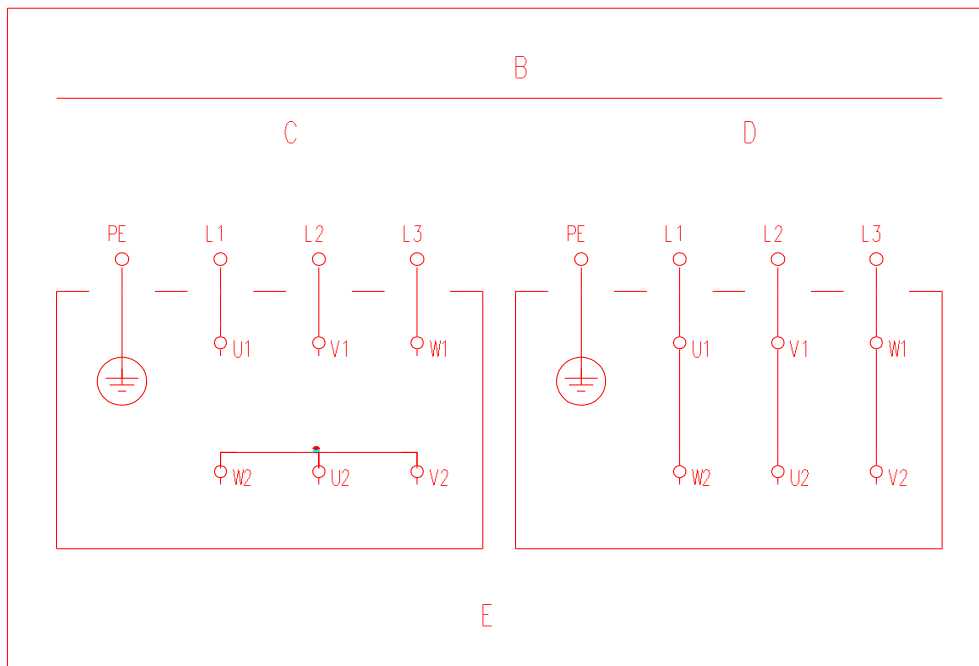 B
C D
PE L1 L2 L3 PE L1 L2 L3
U1 V1 W1 U1 V1 W1
W2 U2 V2 W2 U2 V2
E